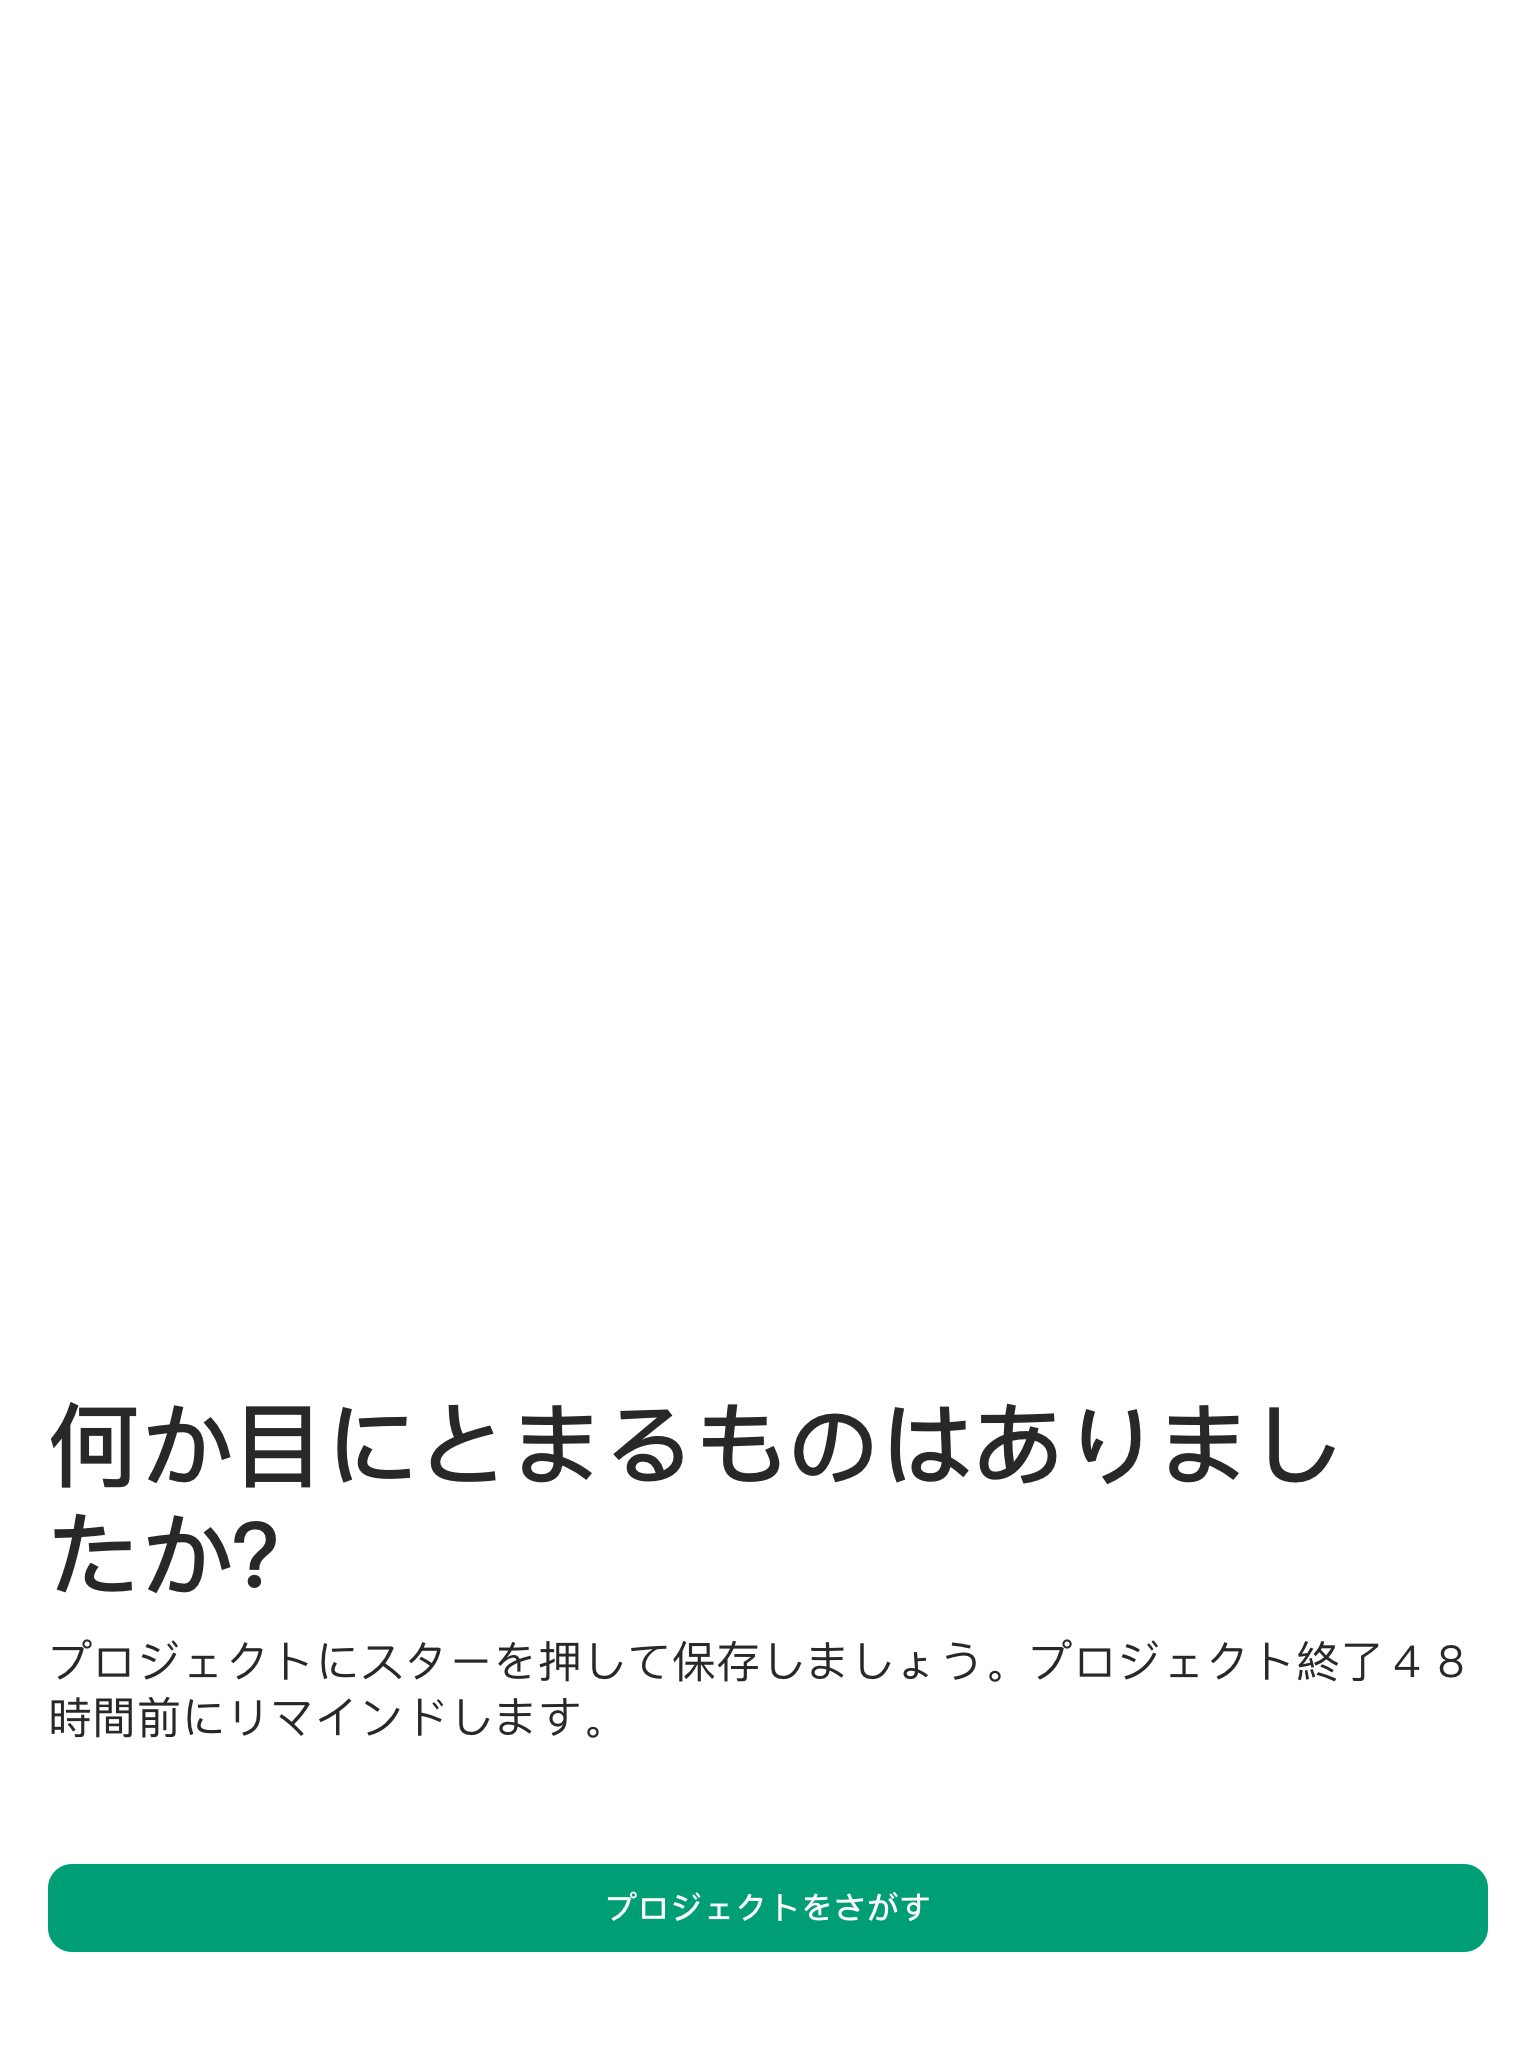 何か目にとまるものはありまし
たか?
プロジェクトにスターを押して保存しましょう。プロジェクト終了４８
時間前にリマインドします。
プロジェクトをさがす